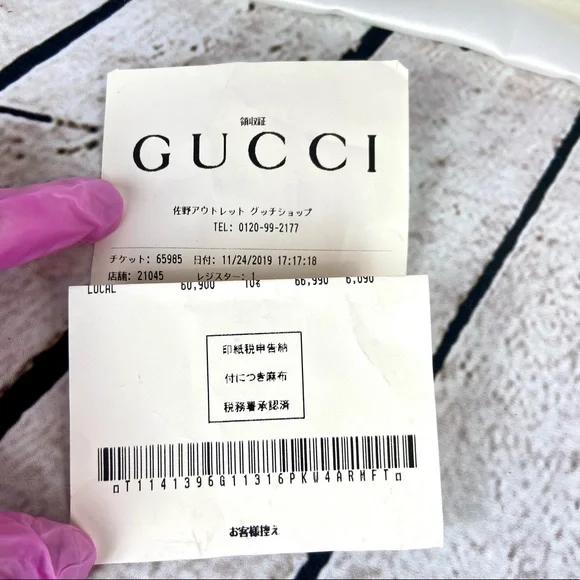 領収証
GUCCI
佐野アウトレット グッチショップ
TEL: 0120-99-2177
チケット: 65985 日付: 11/24/2019 17:17:18
店舗: 21045 レジスター: 1
LOCAL 60,900 10% 66,990 6,090
印紙税申告納
付につき麻布
税務署承認済
¤T1141396G11316PKW4ARMFT¤
お客様控え